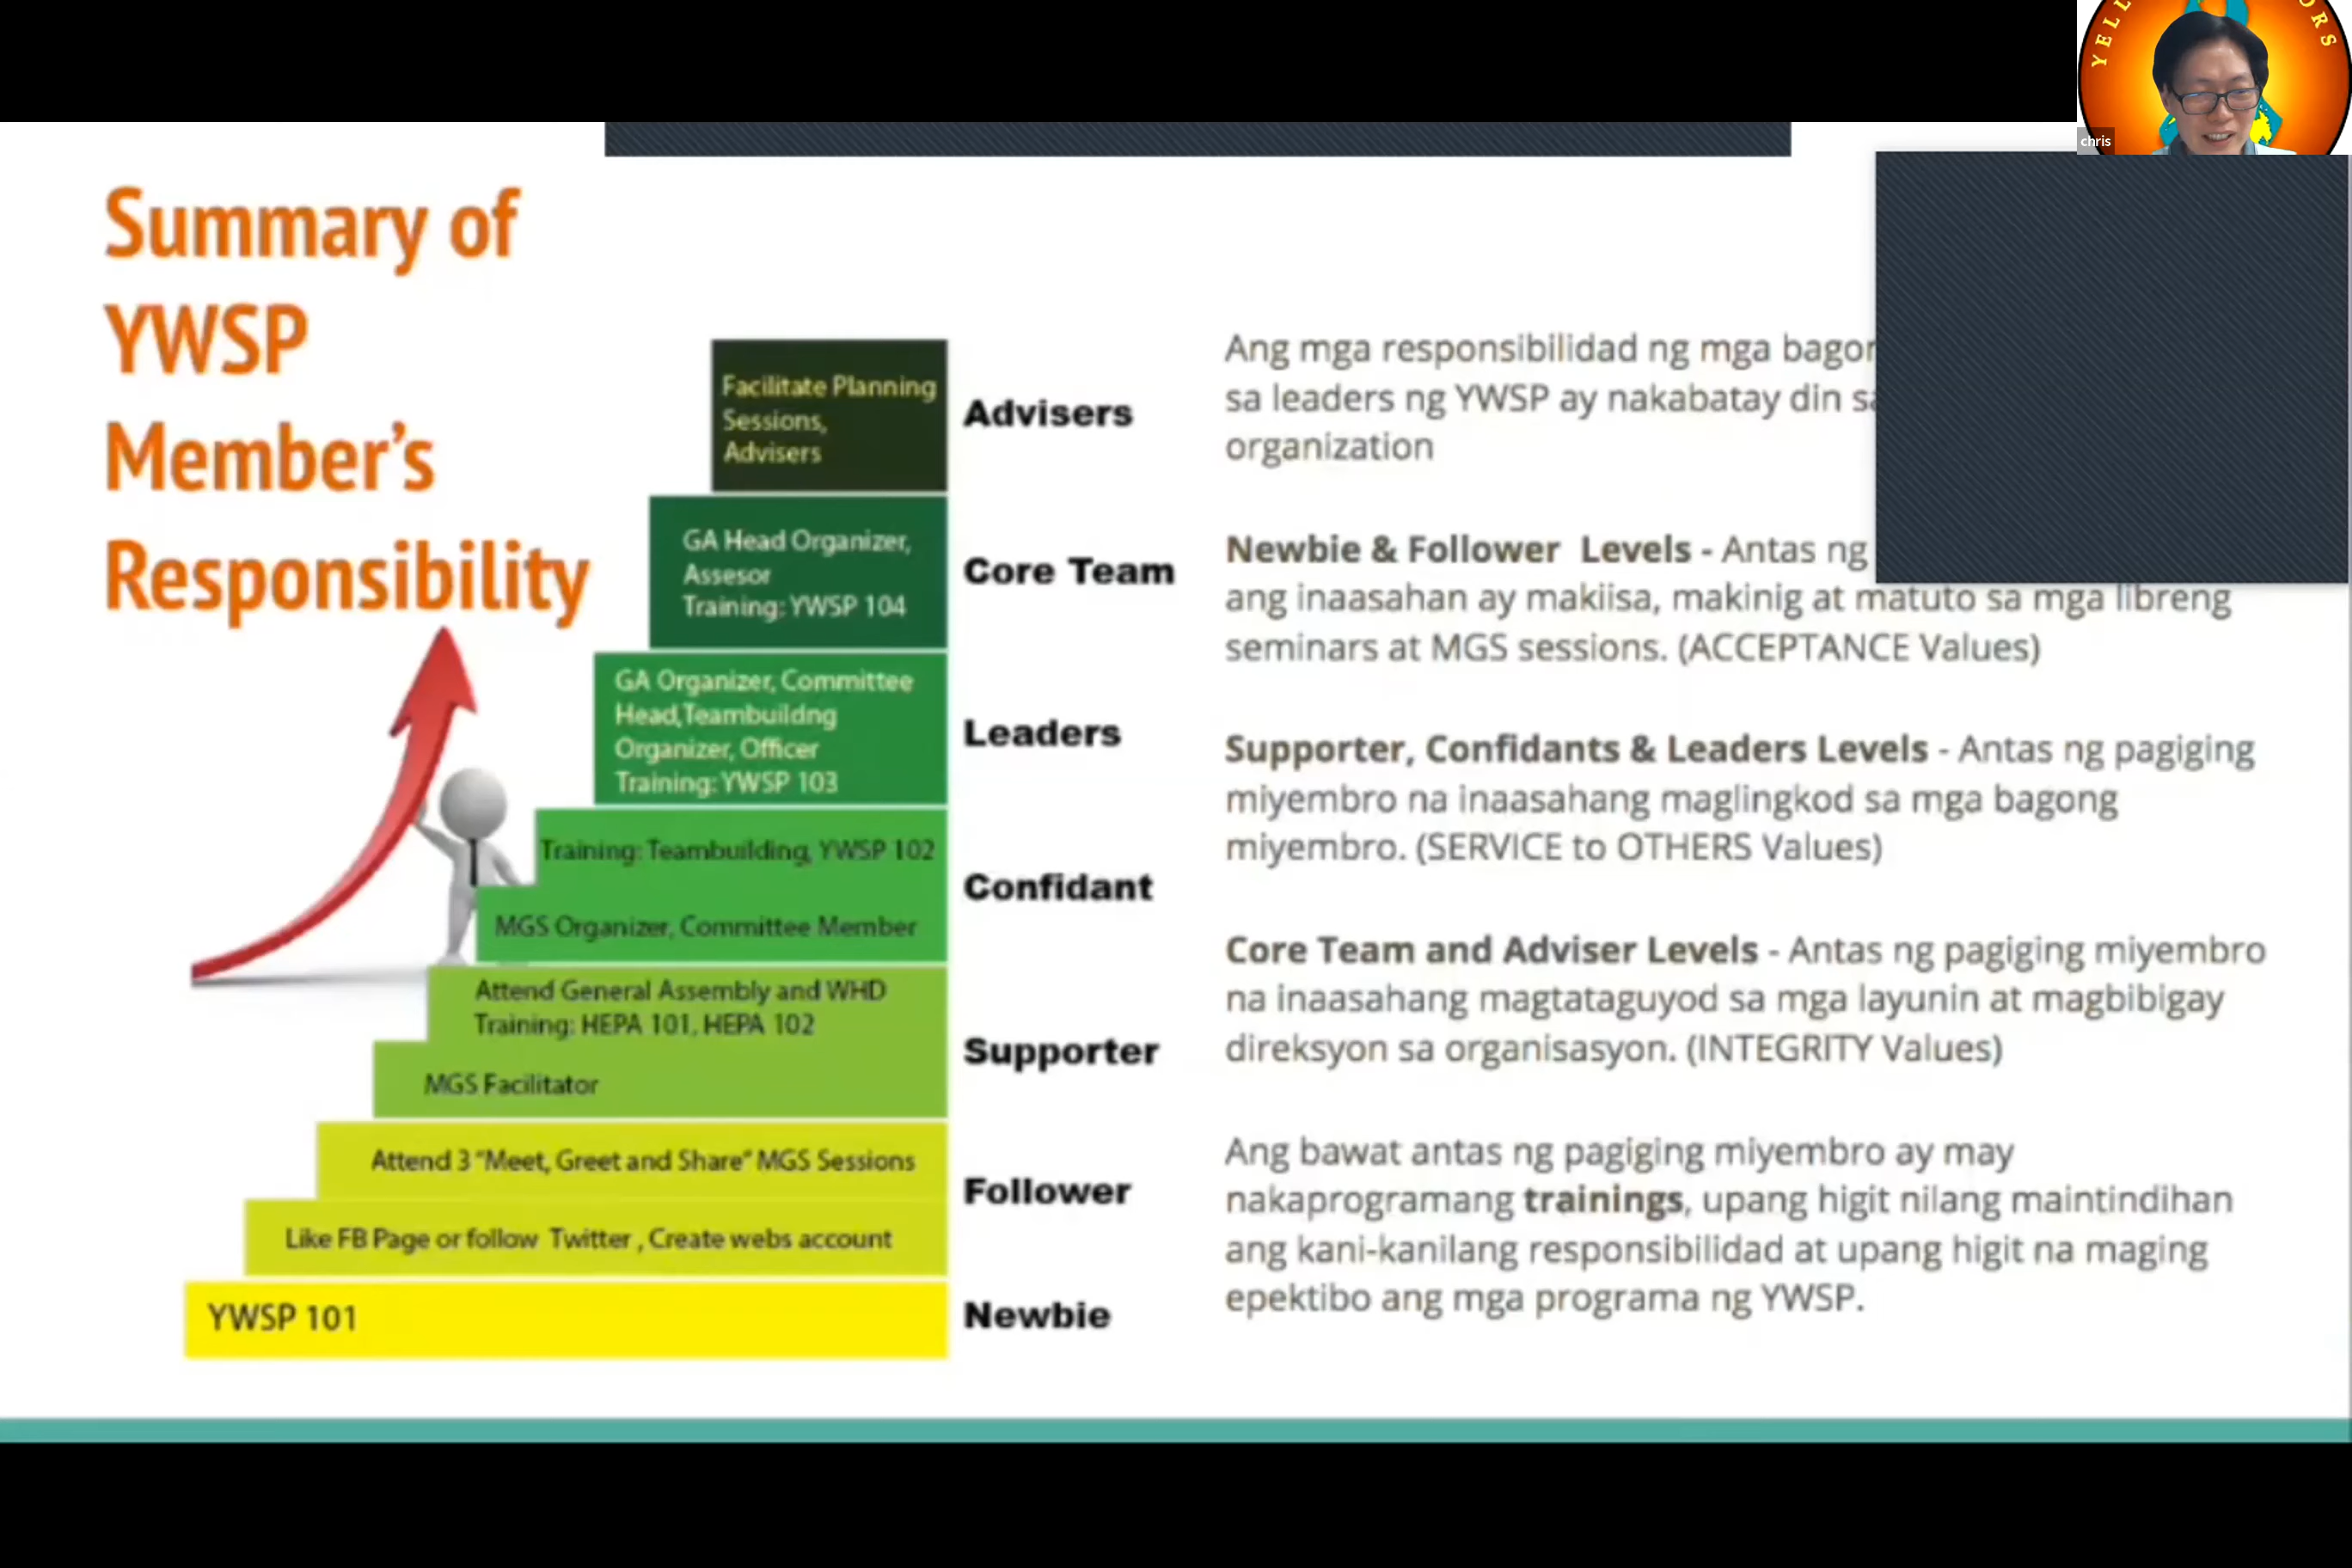 chris
Summary of
YWSP
Member's
Responsibility
Facilitate Planning
Sessions,
Advisers
Advisers
GA Head Organizer,
Assesor
Training: YWSP 104
Core Team
GA Organizer, Committee
Head,Teambuildng
Organizer, Officer
Training: YWSP 103
Leaders
Training: Teambuilding, YWSP 102
MGS Organizer, Committee Member
Confidant
Attend General Assembly and WHD
Training: HEPA 101, HEPA 102
MGS Facilitator
Supporter
Attend 3 "Meet, Greet and Share" MGS Sessions
Like FB Page or follow Twitter , Create webs account
Follower
YWSP 101
Newbie
Ang mga responsibilidad ng mga
sa leaders ng YWSP ay nakabatay din
organization
Newbie & Follower Levels - Antas ng
ang inaasahan ay makiisa, makinig at matuto sa mga libreng
seminars at MGS sessions. (ACCEPTANCE Values)
Supporter, Confidants & Leaders Levels - Antas ng pagiging
miyembro na inaasahang maglingkod sa mga bagong
miyembro. (SERVICE to OTHERS Values)
Core Team and Adviser Levels - Antas ng pagiging miyembro
na inaasahang magtataguyod sa mga layunin at magbibigay
direksyon sa organisasyon. (INTEGRITY Values)
Ang bawat antas ng pagiging miyembro ay may
nakaprogramang trainings, upang higit nilang maintindihan
ang kani-kanilang responsibilidad at upang higit na maging
epektibo ang mga programa ng YWSP.